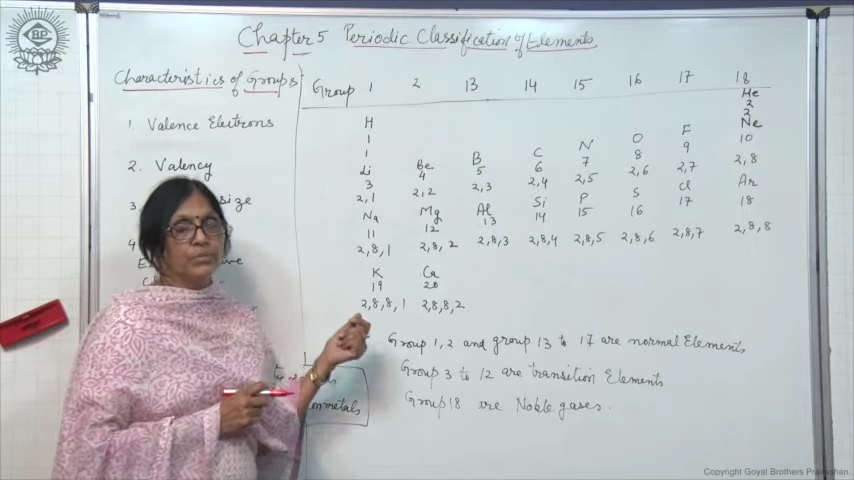 Chapter 5 Periodic Classification of Elements
Characteristics of Groups
1. Valence Electrons
2. Valency
3. size
4
Group 1 2 13 14 15 16 17 18
He
2
2
H Ne
1 10
1 2,8
Li Be B C N O F Ar
3 4 5 6 7 8 9 18
2,1 2,2 2,3 2,4 2,5 2,6 2,7 2,8,8
Na Mg Al Si P S Cl
11 12 13 14 15 16 17
2,8,1 2,8,2 2,8,3 2,8,4 2,8,5 2,8,6 2,8,7
K Ca
19 20
2,8,8,1 2,8,8,2
Group 1,2 and group 13 to 17 are normal Elements
Group 3 to 12 are transition Elements
Group 18 are Noble gases.
Copyright Goyal Brothers Prakashan